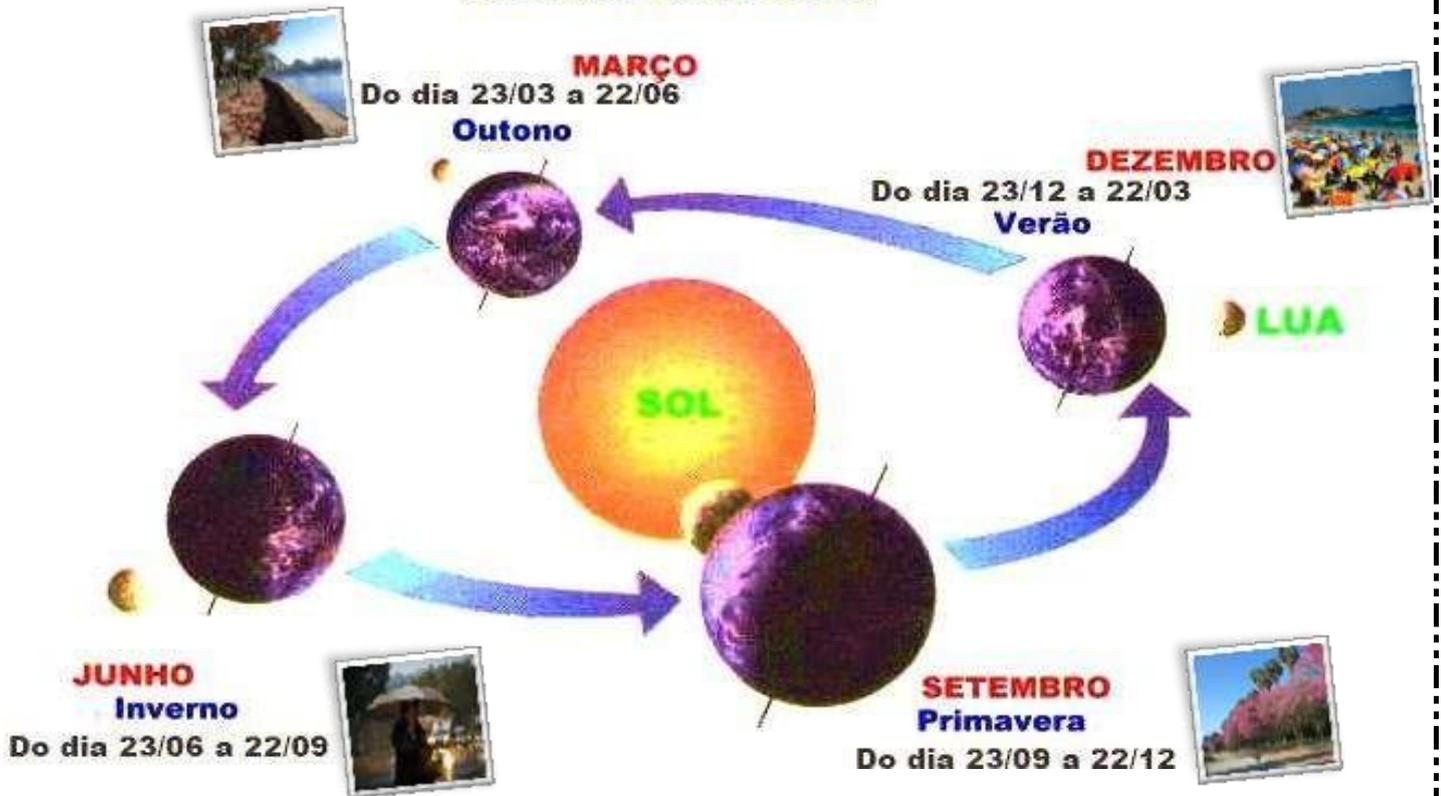 MARÇO
Do dia 23/03 a 22/06
Outono
DEZEMBRO
Do dia 23/12 a 22/03
Verão
LUA
SOL
JUNHO
Inverno
Do dia 23/06 a 22/09
SETEMBRO
Primavera
Do dia 23/09 a 22/12